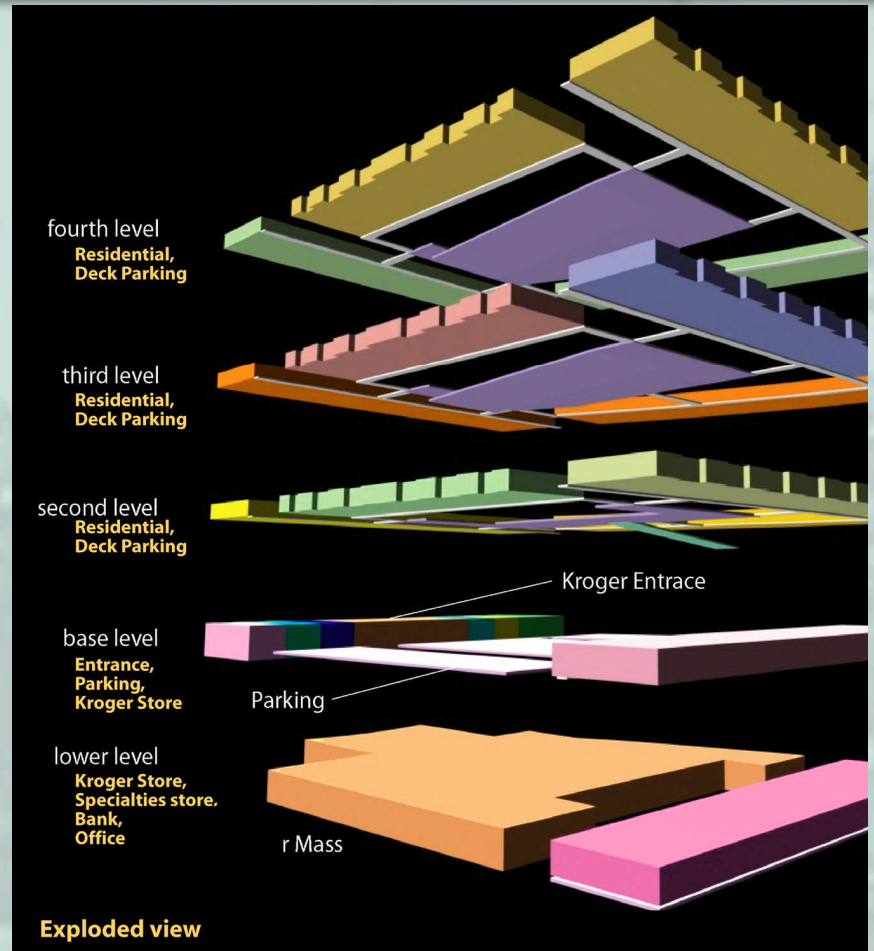 fourth level
Residential,
Deck Parking
third level
Residential,
Deck Parking
second level
Residential,
Deck Parking
Kroger Entrace
base level
Entrance,
Parking,
Kroger Store
Parking
lower level
Kroger Store,
Specialties store.
Bank,
Office
r Mass
Exploded view